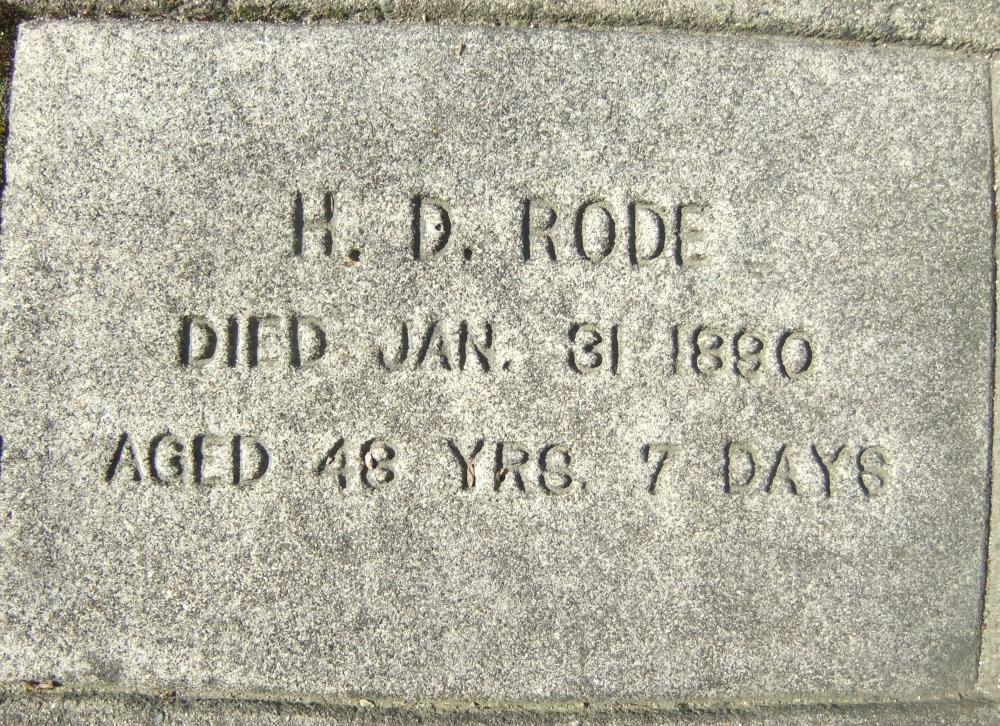 H. D. RODE
DIED JAN. 31 1890
AGED 48 YRS. 7 DAYS